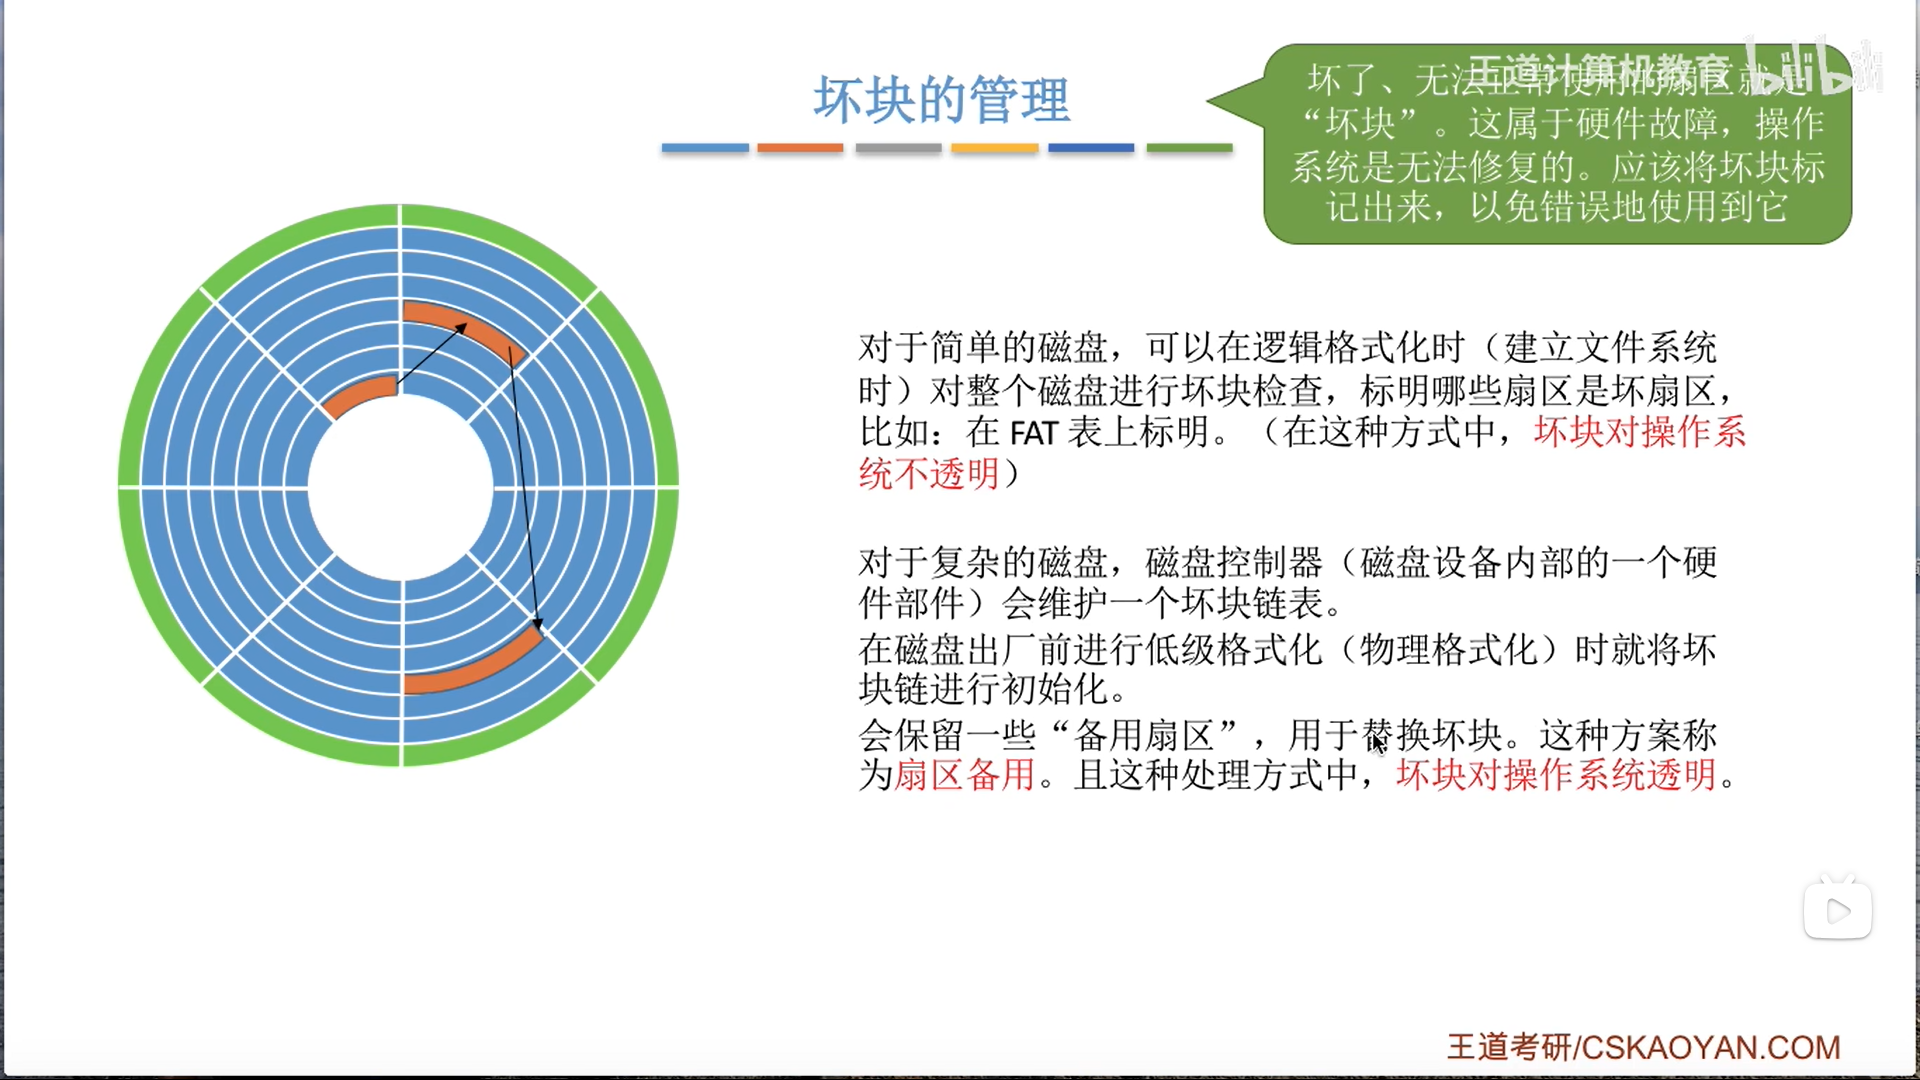 坏块的管理
王道计算机教育 bilibili
坏了、无法正常使用的扇区就是
“坏块”。这属于硬件故障，操作
系统是无法修复的。应该将坏块标
记出来，以免错误地使用到它
对于简单的磁盘，可以在逻辑格式化时（建立文件系统
时）对整个磁盘进行坏块检查，标明哪些扇区是坏扇区，
比如：在 FAT 表上标明。（在这种方式中，坏块对操作系
统不透明）
对于复杂的磁盘，磁盘控制器（磁盘设备内部的一个硬
件部件）会维护一个坏块链表。
在磁盘出厂前进行低级格式化（物理格式化）时就将坏
块链进行初始化。
会保留一些“备用扇区”，用于替换坏块。这种方案称
为扇区备用。且这种处理方式中，坏块对操作系统透明。
王道考研/CSKAOYAN.COM